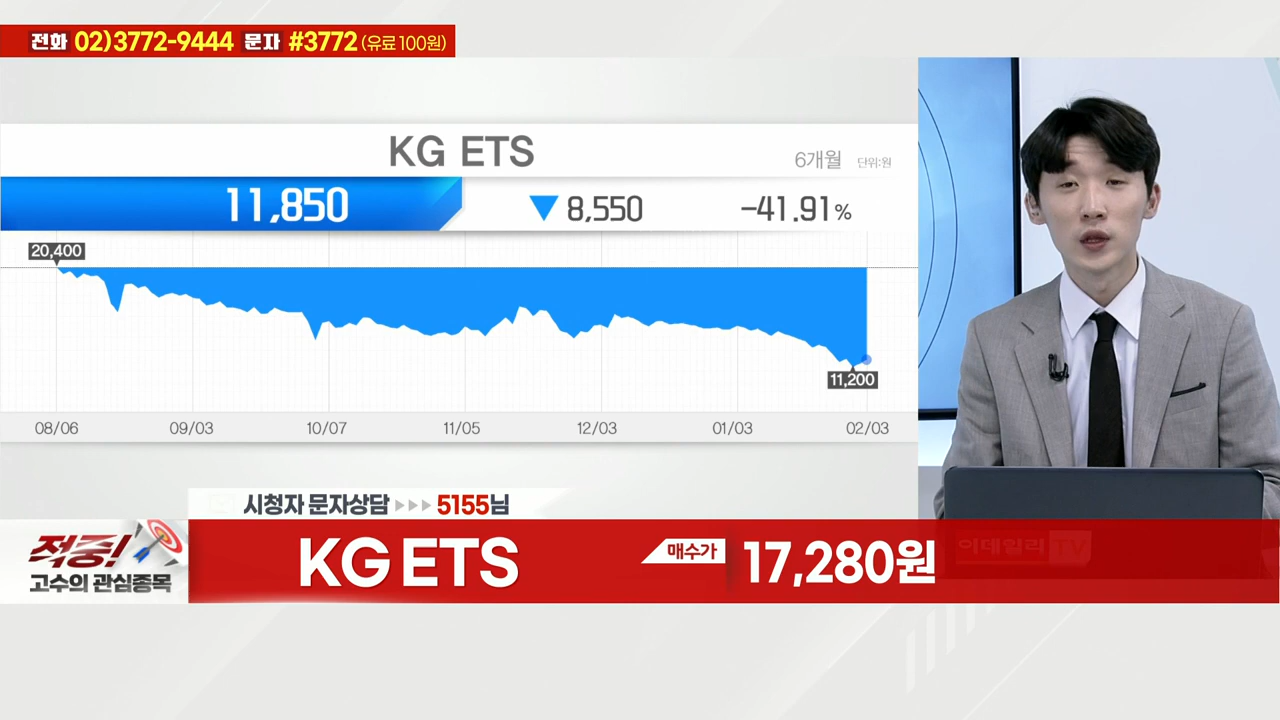 전화 02)3772-9444 문자 #3772 (유료 100원)
KG ETS
6개월 단위:원
11,850 ▼ 8,550 -41.91%
20,400
11,200
08/06 09/03 10/07 11/05 12/03 01/03 02/03
시청자 문자상담 ▶▶▶ 5155님
적중!
고수의 관심종목
KG ETS 매수가 17,280원
이데일리 TV